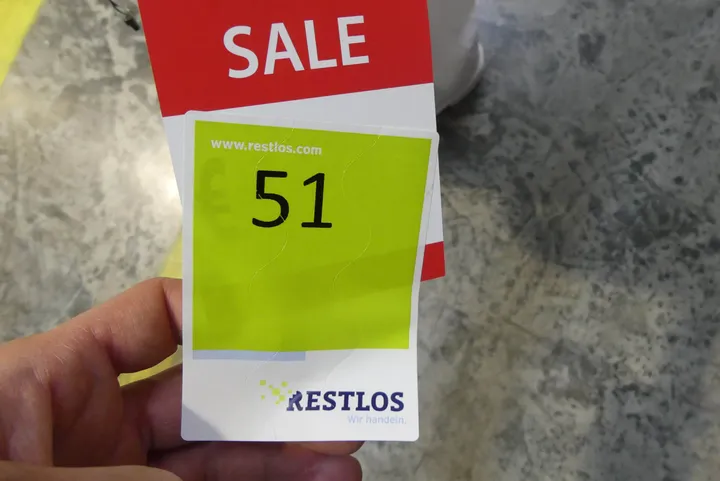 SALE
www.restlos.com
51
RESTLOS
Wir handeln.